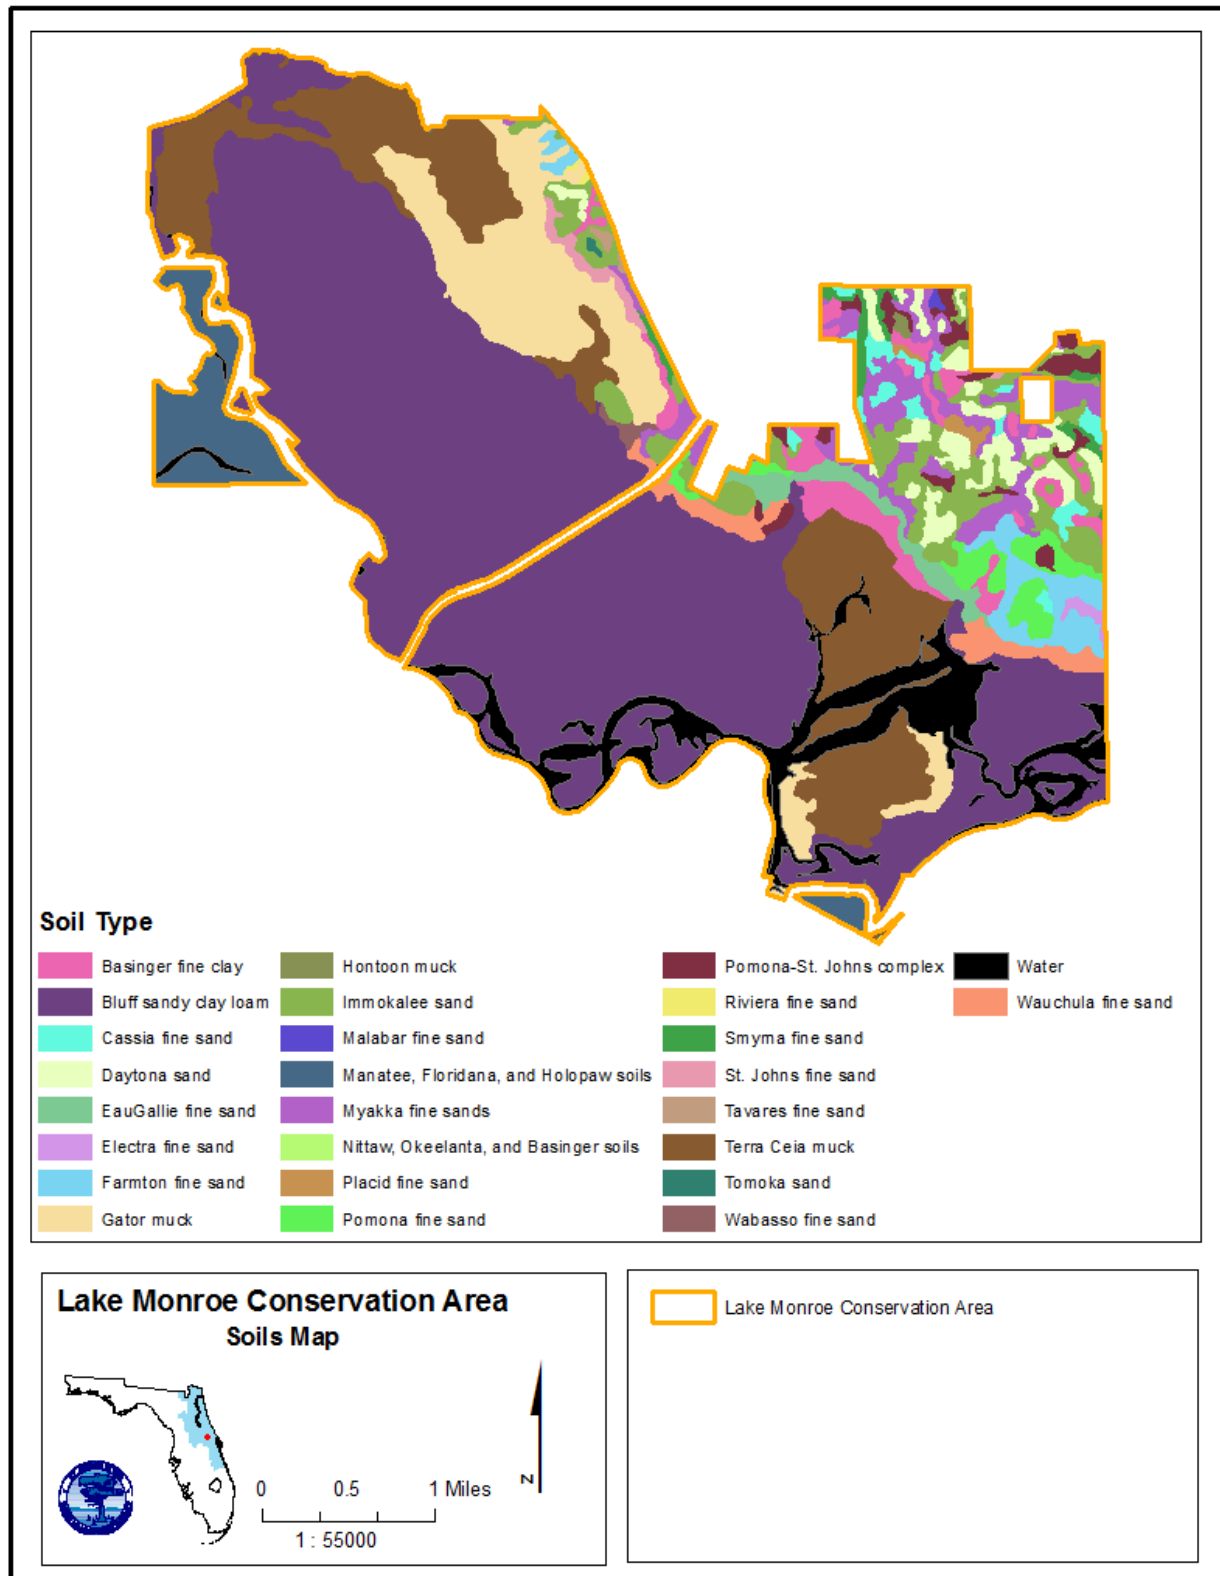 Soil Type
Basinger fine clay
Bluff sandy clay loam
Cassia fine sand
Daytona sand
EauGallie fine sand
Electra fine sand
Farmton fine sand
Gator muck
Hontoon muck
Immokalee sand
Malabar fine sand
Manatee, Floridana, and Holopaw soils
Myakka fine sands
Nittaw, Okeelanta, and Basinger soils
Placid fine sand
Pomona fine sand
Pomona-St. Johns complex
Riviera fine sand
Smyrna fine sand
St. Johns fine sand
Tavares fine sand
Terra Ceia muck
Tomoka sand
Wabasso fine sand
Water
Wauchula fine sand
Lake Monroe Conservation Area
Soils Map
0 0.5 1 Miles
1 : 55000
N
Lake Monroe Conservation Area